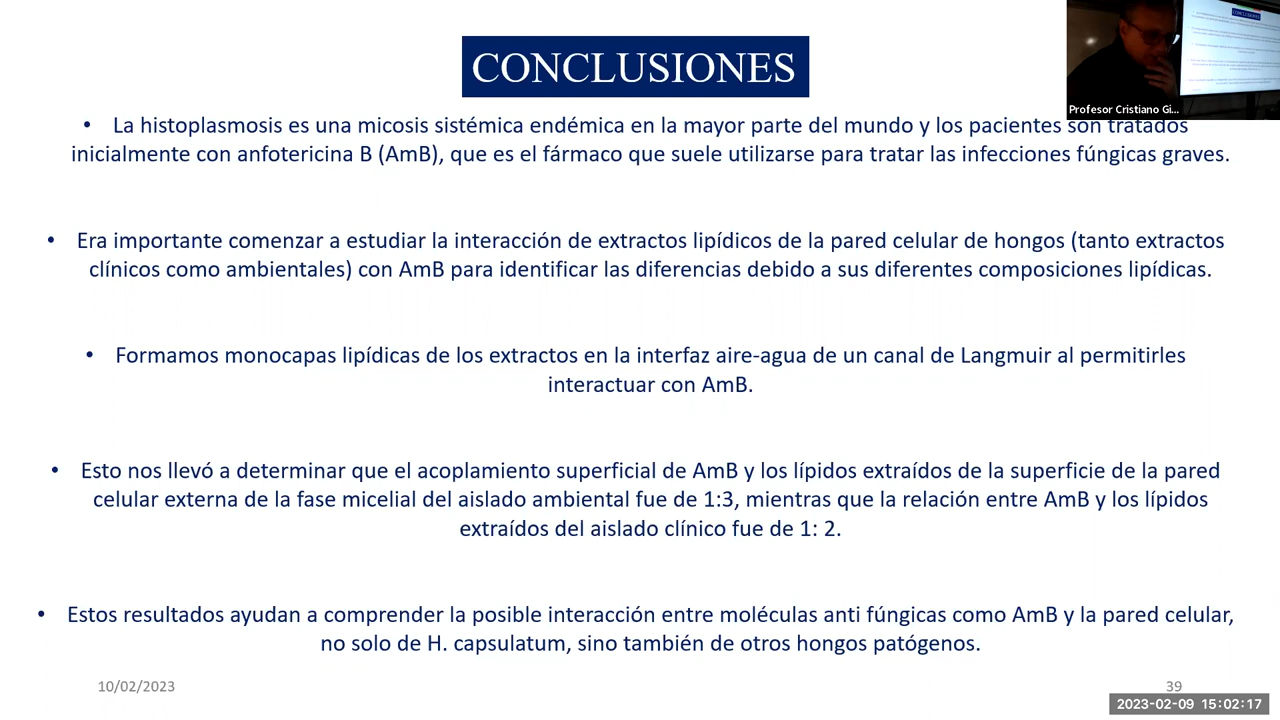 CONCLUSIONES
Profesor Cristiano Gi...
• La histoplasmosis es una micosis sistémica endémica en la mayor parte del mundo y los pacientes son tratados
inicialmente con anfotericina B (AmB), que es el fármaco que suele utilizarse para tratar las infecciones fúngicas graves.
• Era importante comenzar a estudiar la interacción de extractos lipídicos de la pared celular de hongos (tanto extractos
clínicos como ambientales) con AmB para identificar las diferencias debido a sus diferentes composiciones lipídicas.
• Formamos monocapas lipídicas de los extractos en la interfaz aire-agua de un canal de Langmuir al permitirles
interactuar con AmB.
• Esto nos llevó a determinar que el acoplamiento superficial de AmB y los lípidos extraídos de la superficie de la pared
celular externa de la fase micelial del aislado ambiental fue de 1:3, mientras que la relación entre AmB y los lípidos
extraídos del aislado clínico fue de 1: 2.
• Estos resultados ayudan a comprender la posible interacción entre moléculas anti fúngicas como AmB y la pared celular,
no solo de H. capsulatum, sino también de otros hongos patógenos.
10/02/2023
39
2023-02-09 15:02:17